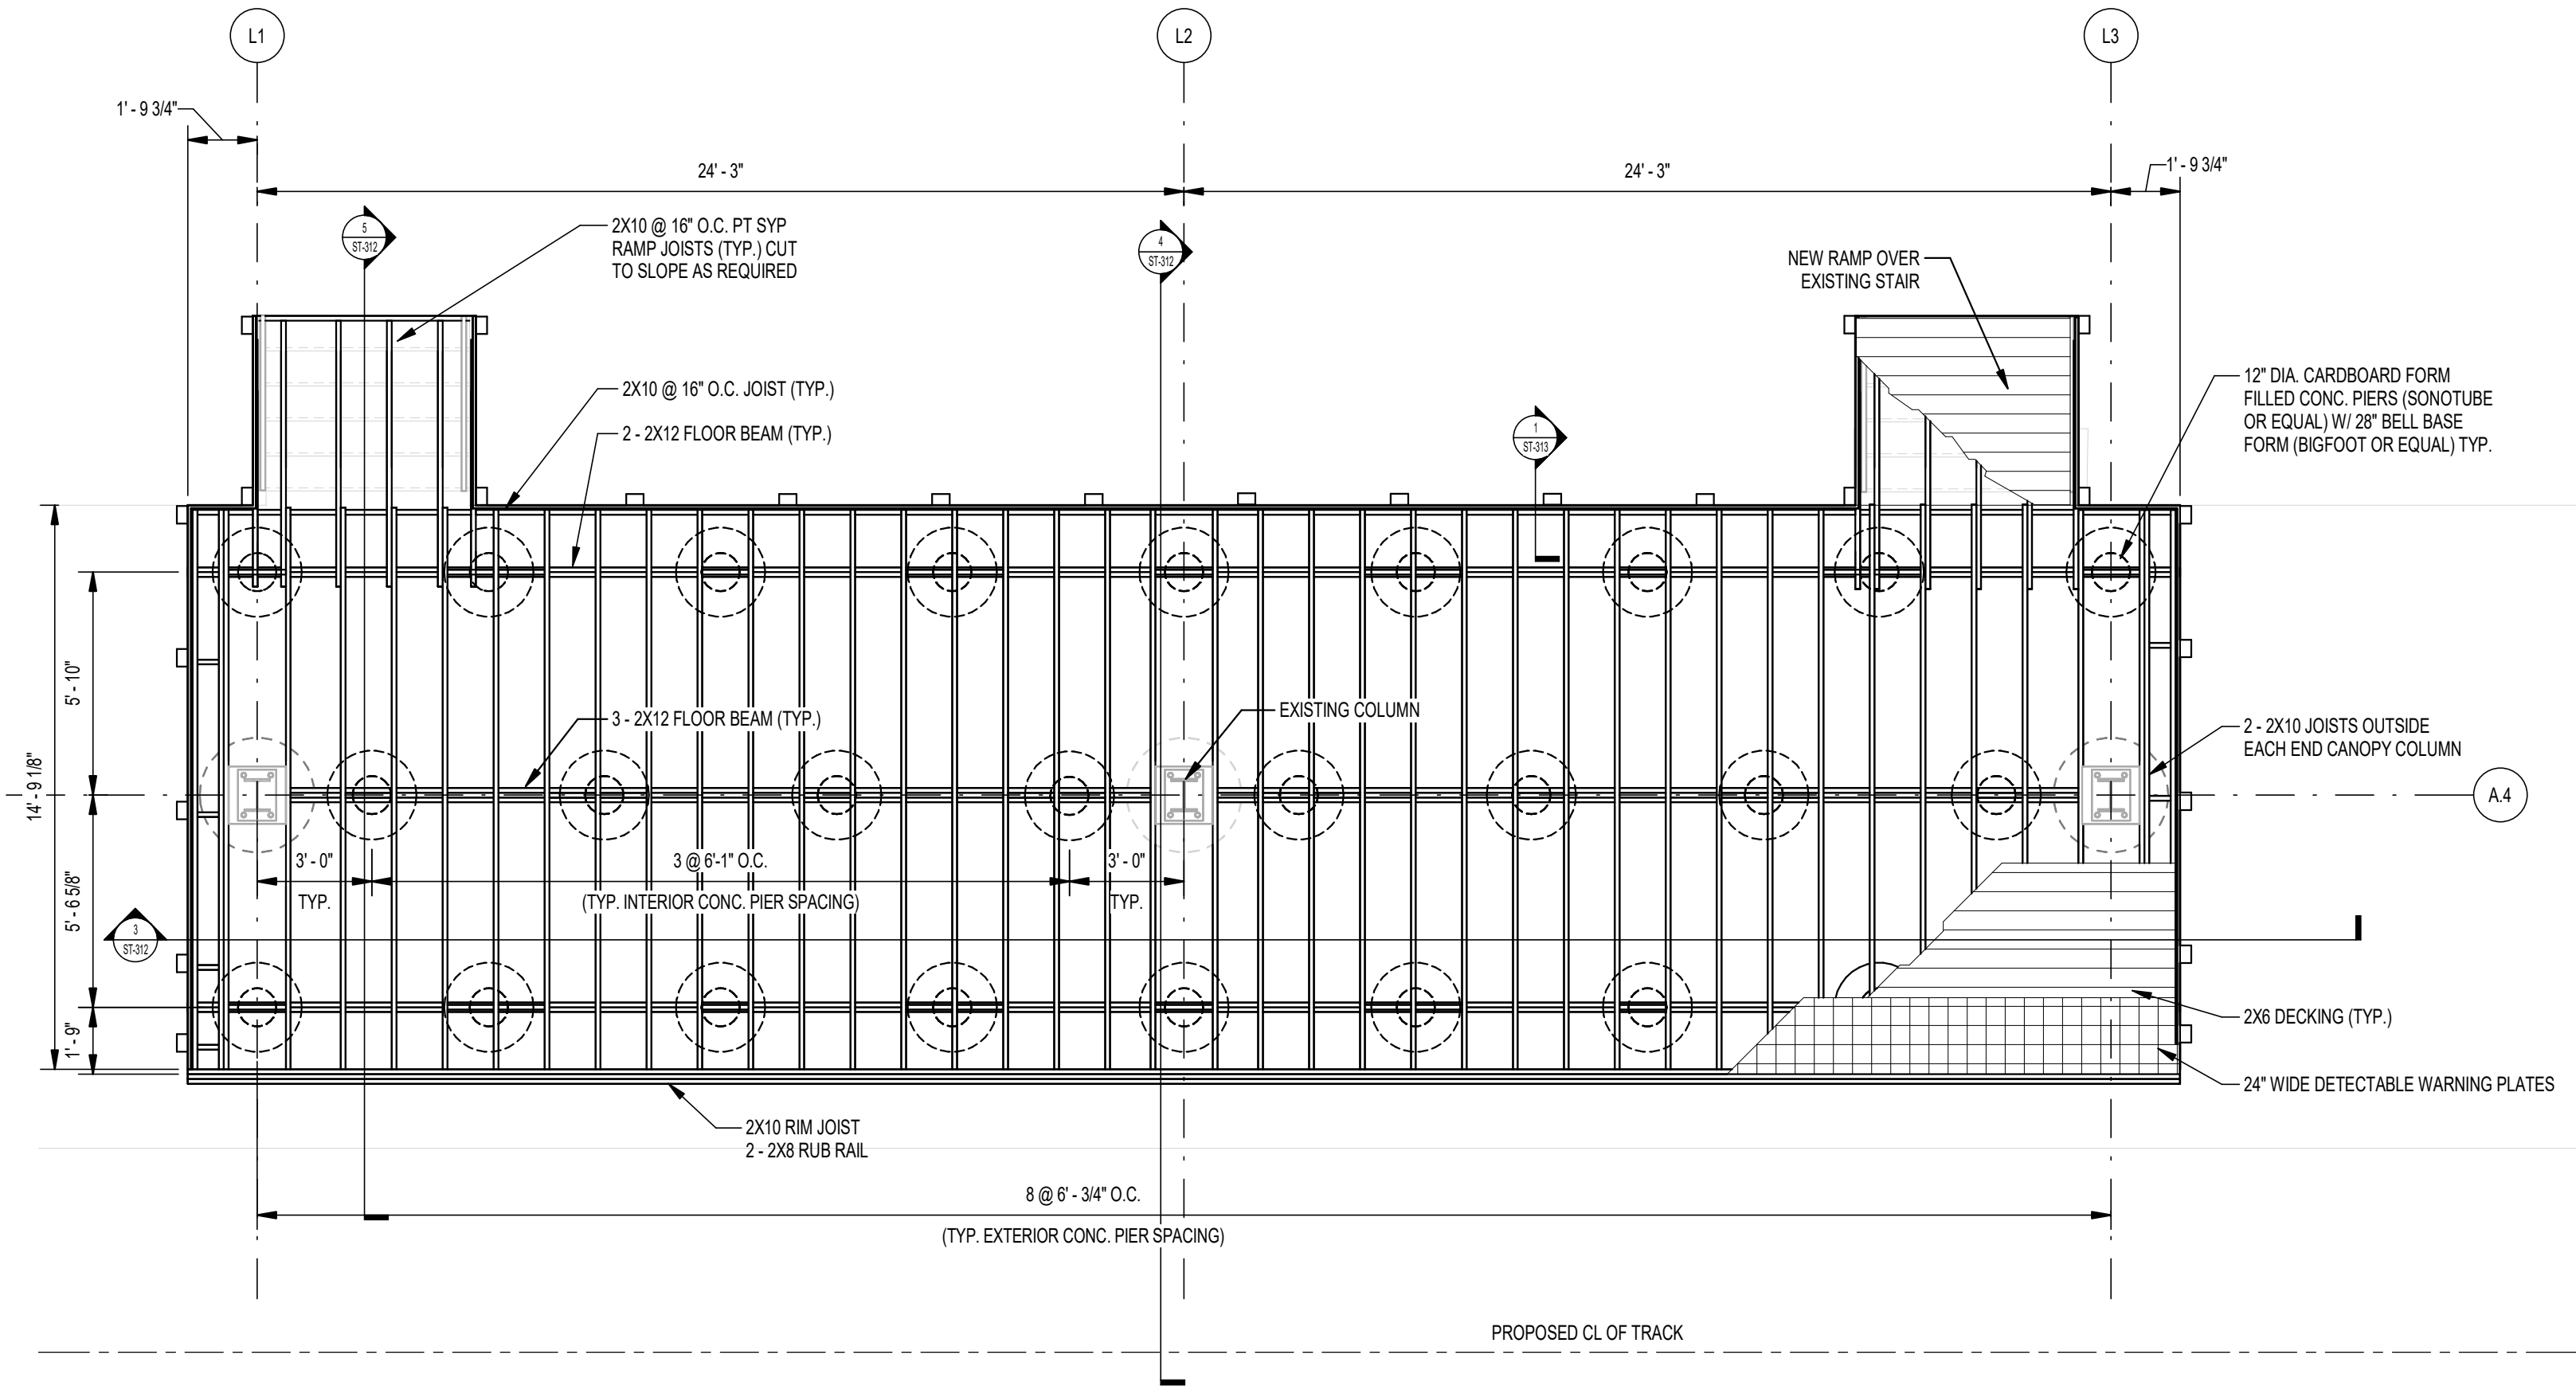 L1
L2
L3
1' - 9 3/4"
24' - 3"
24' - 3"
1' - 9 3/4"
5
ST-312
2X10 @ 16" O.C. PT SYP
RAMP JOISTS (TYP.) CUT
TO SLOPE AS REQUIRED
4
ST-312
NEW RAMP OVER
EXISTING STAIR
2X10 @ 16" O.C. JOIST (TYP.)
2 - 2X12 FLOOR BEAM (TYP.)
1
ST-313
12" DIA. CARDBOARD FORM
FILLED CONC. PIERS (SONOTUBE
OR EQUAL) W/ 28" BELL BASE
FORM (BIGFOOT OR EQUAL) TYP.
5' - 10"
3 - 2X12 FLOOR BEAM (TYP.)
EXISTING COLUMN
2 - 2X10 JOISTS OUTSIDE
EACH END CANOPY COLUMN
14' - 9 1/8"
A.4
3' - 0"
TYP.
3 @ 6'-1" O.C.
(TYP. INTERIOR CONC. PIER SPACING)
3' - 0"
TYP.
5' - 6 5/8"
3
ST-312
1' - 9"
2X6 DECKING (TYP.)
24" WIDE DETECTABLE WARNING PLATES
2X10 RIM JOIST
2 - 2X8 RUB RAIL
8 @ 6' - 3/4" O.C.
(TYP. EXTERIOR CONC. PIER SPACING)
PROPOSED CL OF TRACK